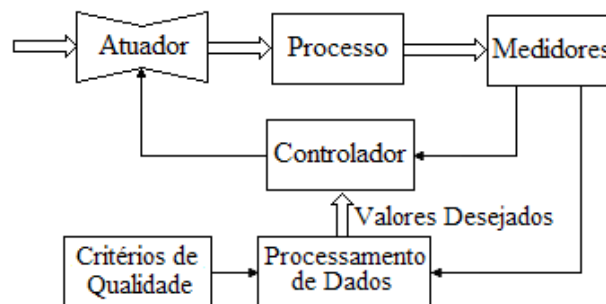 Atuador
Processo
Medidores
Controlador
Valores Desejados
Critérios de
Qualidade
Processamento
de Dados